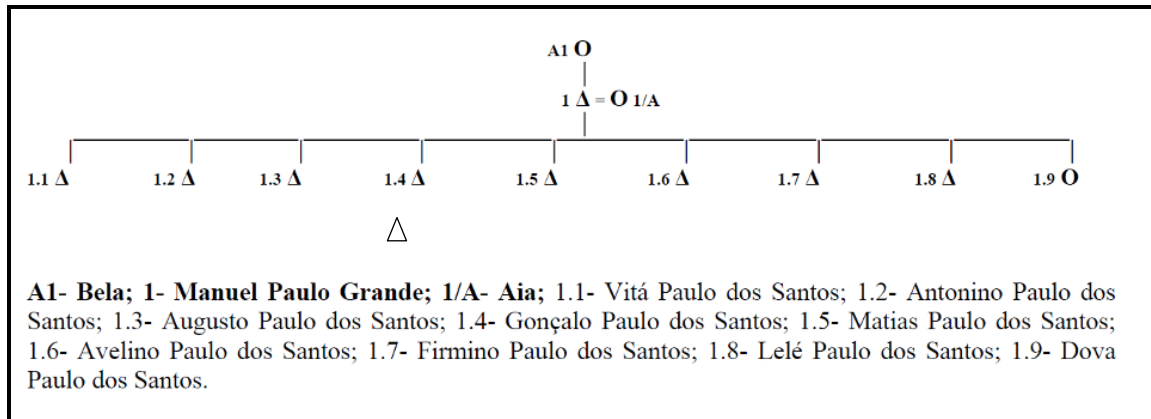 A1 O
1 Δ = O 1/A
1.1 Δ 1.2 Δ 1.3 Δ 1.4 Δ 1.5 Δ 1.6 Δ 1.7 Δ 1.8 Δ 1.9 O
Δ
A1- Bela; 1- Manuel Paulo Grande; 1/A- Aia; 1.1- Vitá Paulo dos Santos; 1.2- Antonino Paulo dos
Santos; 1.3- Augusto Paulo dos Santos; 1.4- Gonçalo Paulo dos Santos; 1.5- Matias Paulo dos Santos;
1.6- Avelino Paulo dos Santos; 1.7- Firmino Paulo dos Santos; 1.8- Lelé Paulo dos Santos; 1.9- Dova
Paulo dos Santos.